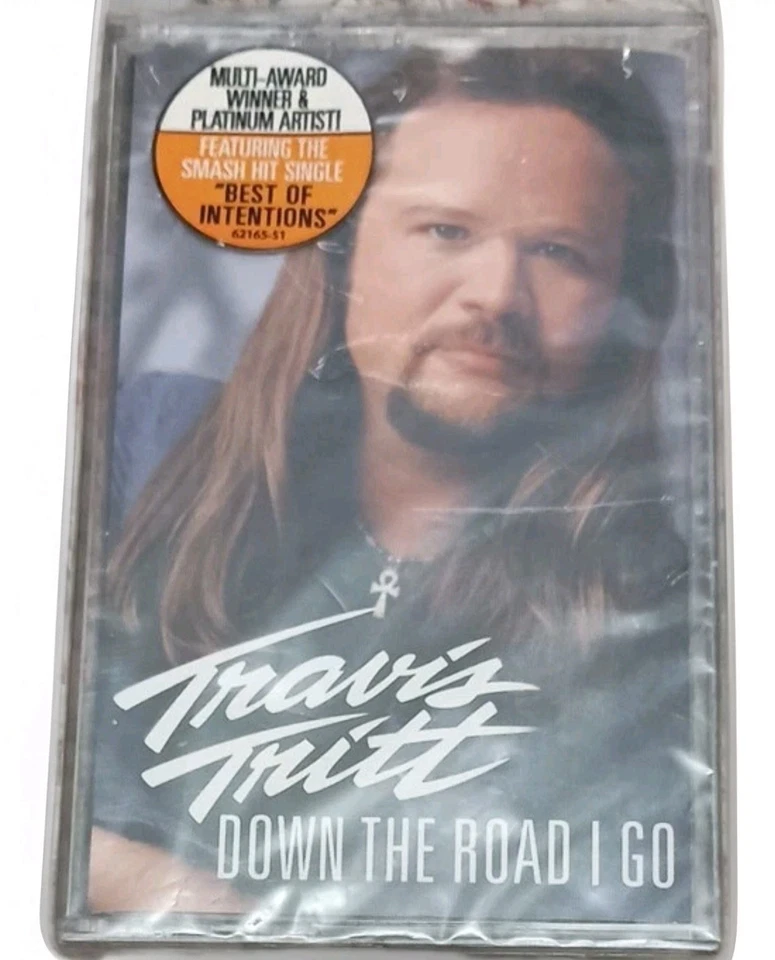 MULTI-AWARD
WINNER &
PLATINUM ARTIST!
FEATURING THE
SMASH HIT SINGLE
"BEST OF
INTENTIONS"
62165-S1
Travis
Tritt
DOWN THE ROAD I GO